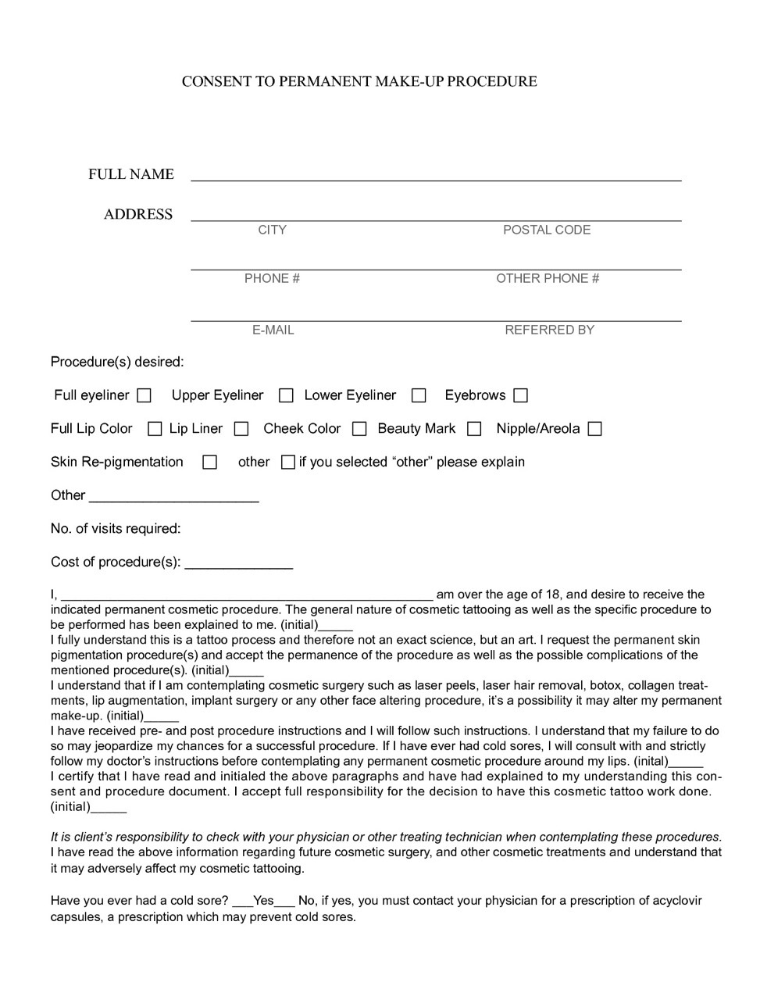 CONSENT TO PERMANENT MAKE-UP PROCEDURE
FULL NAME
ADDRESS
CITY POSTAL CODE
PHONE # OTHER PHONE #
E-MAIL REFERRED BY
Procedure(s) desired:
Full eyeliner Upper Eyeliner Lower Eyeliner Eyebrows
Full Lip Color Lip Liner Cheek Color Beauty Mark Nipple/Areola
Skin Re-pigmentation other if you selected “other” please explain
Other ______________________
No. of visits required:
Cost of procedure(s): ______________
I, ______________________________________________________ am over the age of 18, and desire to receive the
indicated permanent cosmetic procedure. The general nature of cosmetic tattooing as well as the specific procedure to
be performed has been explained to me. (initial)_____
I fully understand this is a tattoo process and therefore not an exact science, but an art. I request the permanent skin
pigmentation procedure(s) and accept the permanence of the procedure as well as the possible complications of the
mentioned procedure(s). (initial)_____
I understand that if I am contemplating cosmetic surgery such as laser peels, laser hair removal, botox, collagen treat-
ments, lip augmentation, implant surgery or any other face altering procedure, it’s a possibility it may alter my permanent
make-up. (initial)_____
I have received pre- and post procedure instructions and I will follow such instructions. I understand that my failure to do
so may jeopardize my chances for a successful procedure. If I have ever had cold sores, I will consult with and strictly
follow my doctor’s instructions before contemplating any permanent cosmetic procedure around my lips. (inital)_____
I certify that I have read and initialed the above paragraphs and have had explained to my understanding this con-
sent and procedure document. I accept full responsibility for the decision to have this cosmetic tattoo work done.
(initial)_____
It is client’s responsibility to check with your physician or other treating technician when contemplating these procedures.
I have read the above information regarding future cosmetic surgery, and other cosmetic treatments and understand that
it may adversely affect my cosmetic tattooing.
Have you ever had a cold sore? ___Yes___ No, if yes, you must contact your physician for a prescription of acyclovir
capsules, a prescription which may prevent cold sores.